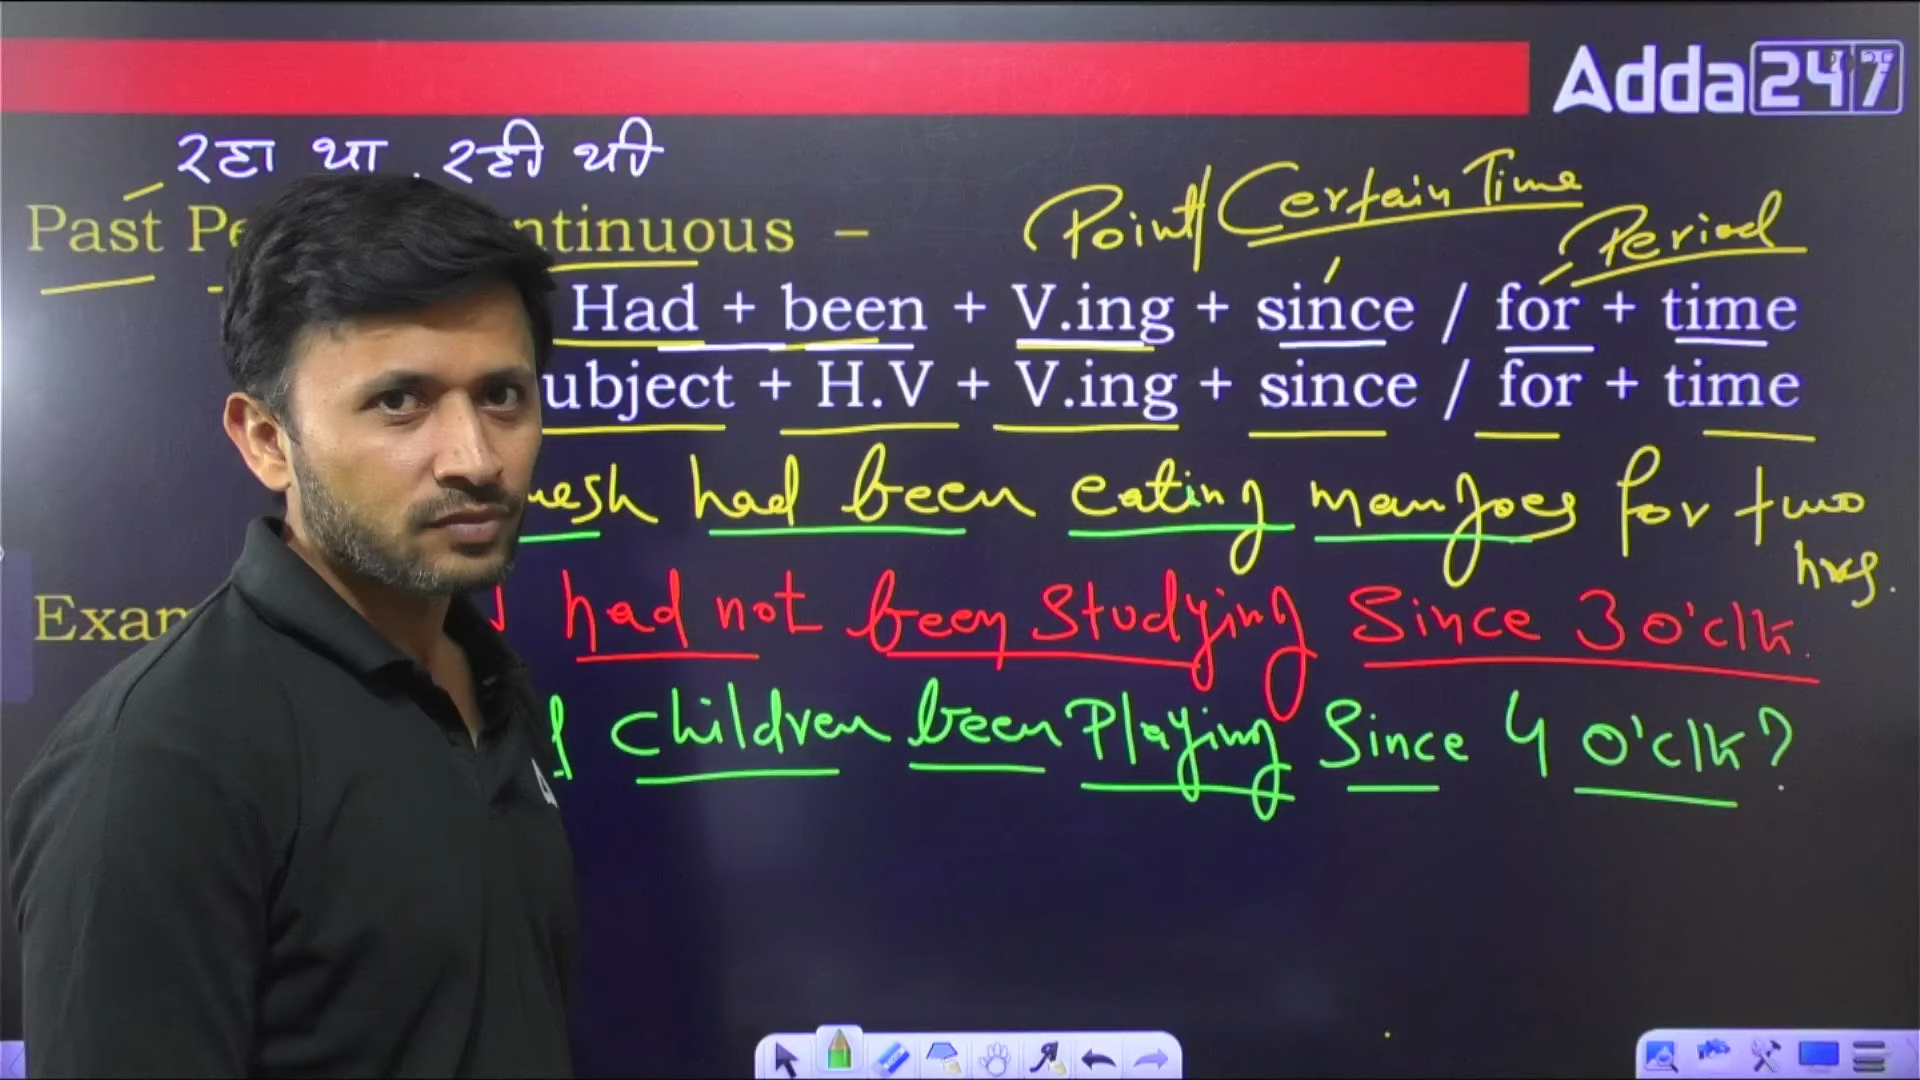 Adda247
रहा था . रही थी
Point/Certain Time
Past Pe ntinuous –
Period
Had + been + V.ing + since / for + time
ubject + H.V + V.ing + since / for + time
mesh had been eating mangoes for two
hrs.
Exam
I had not been studying since 3 o'clk.
d children been Playing Since 4 o'clk?